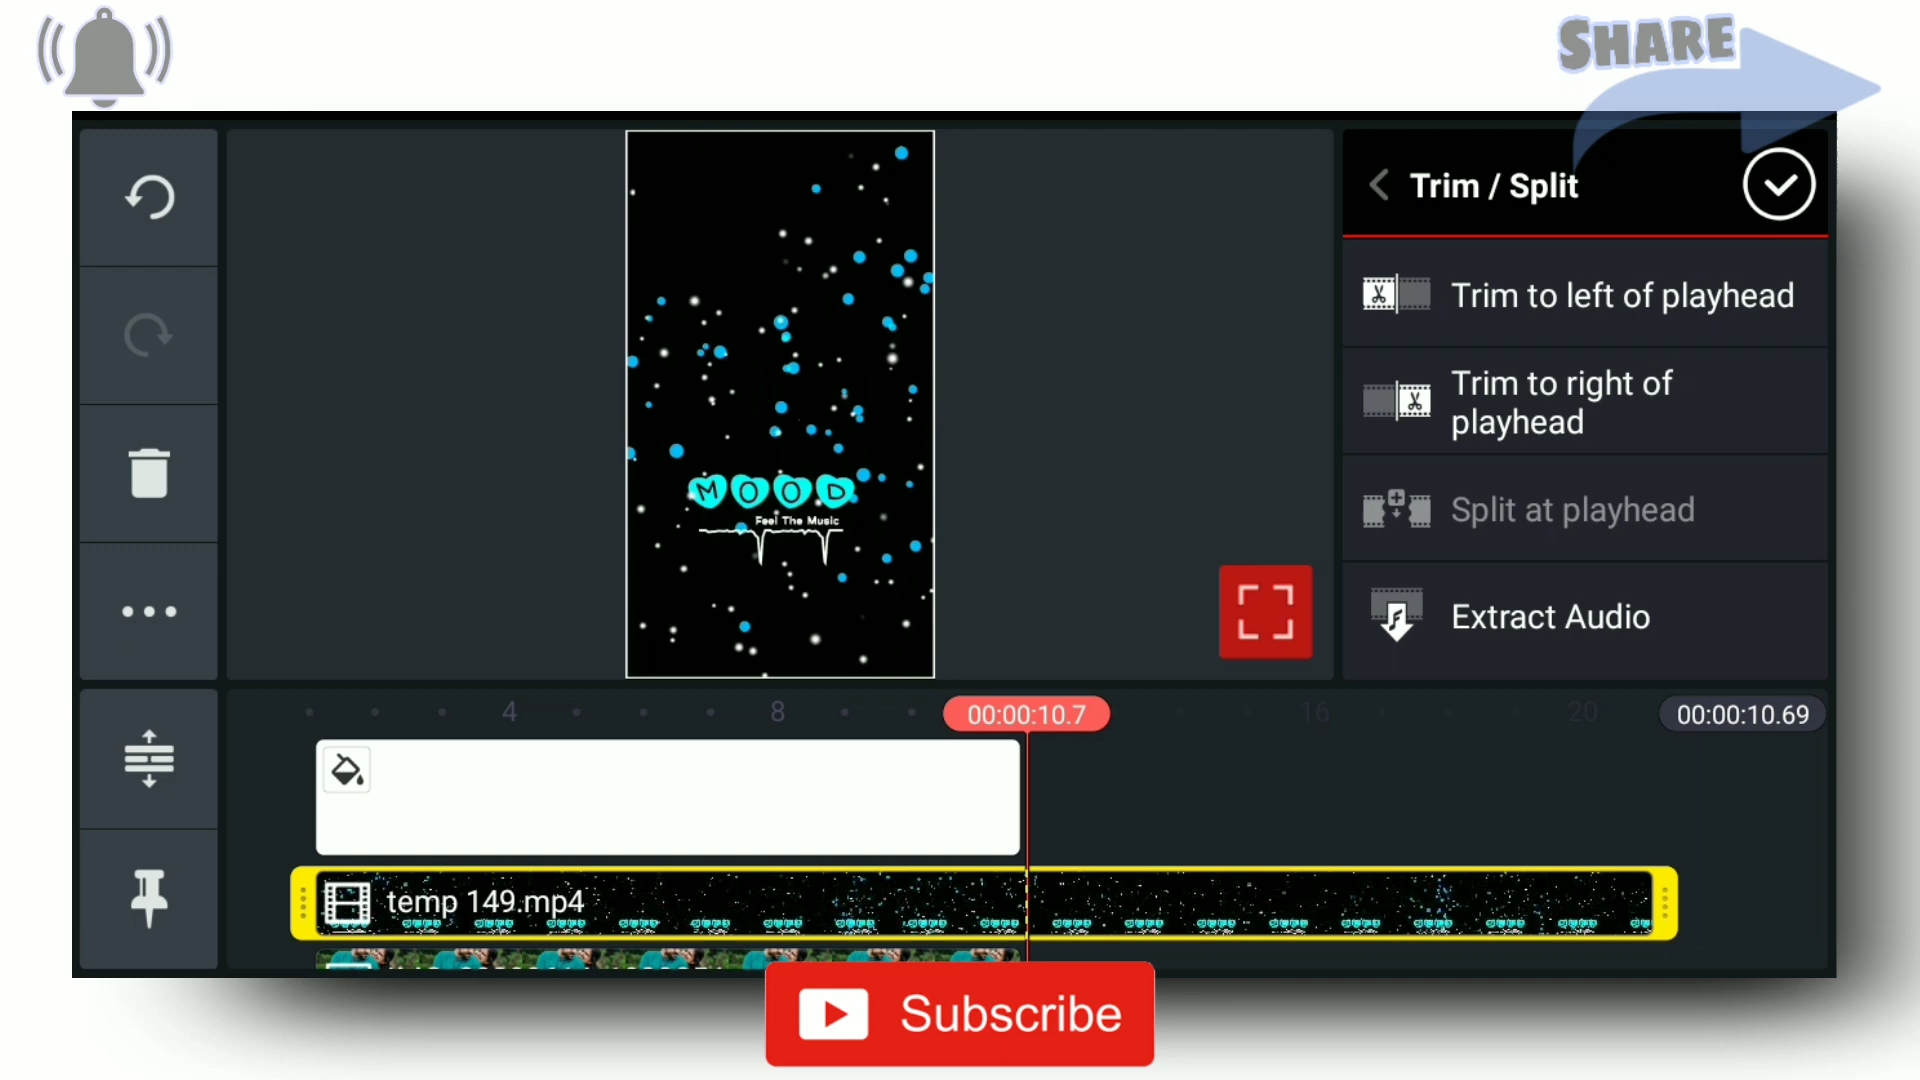 SHARE
Trim / Split
Trim to left of playhead
Trim to right of
playhead
Split at playhead
Extract Audio
MOOD
Feel The Music
4
8
00:00:10.7
16
20
00:00:10.69
temp 149.mp4
Subscribe